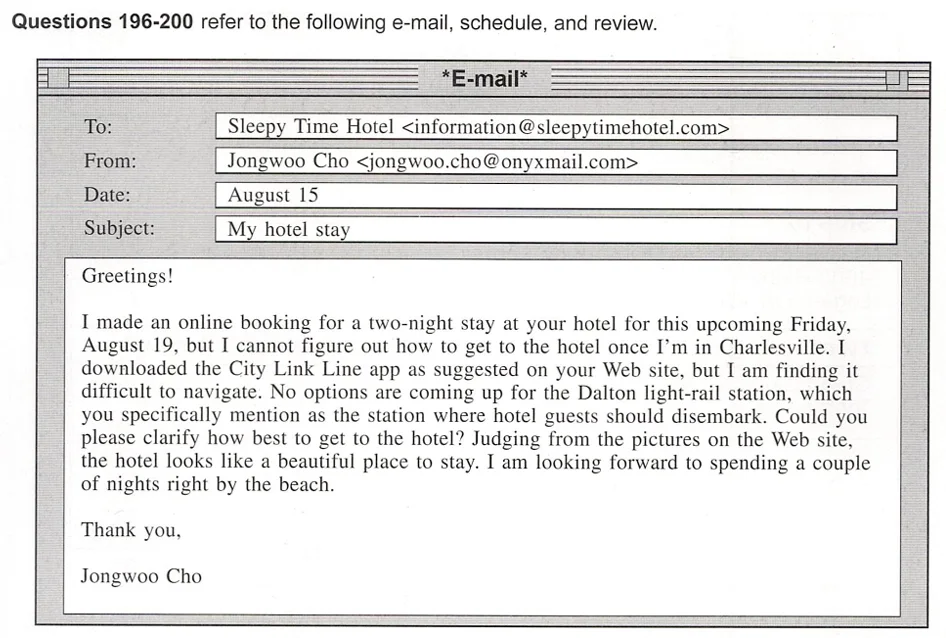 Questions 196-200 refer to the following e-mail, schedule, and review.
*E-mail*
To: Sleepy Time Hotel <information@sleepytimehotel.com>
From: Jongwoo Cho <jongwoo.cho@onyxmail.com>
Date: August 15
Subject: My hotel stay
Greetings!
I made an online booking for a two-night stay at your hotel for this upcoming Friday,
August 19, but I cannot figure out how to get to the hotel once I'm in Charlesville. I
downloaded the City Link Line app as suggested on your Web site, but I am finding it
difficult to navigate. No options are coming up for the Dalton light-rail station, which
you specifically mention as the station where hotel guests should disembark. Could you
please clarify how best to get to the hotel? Judging from the pictures on the Web site,
the hotel looks like a beautiful place to stay. I am looking forward to spending a couple
of nights right by the beach.
Thank you,
Jongwoo Cho